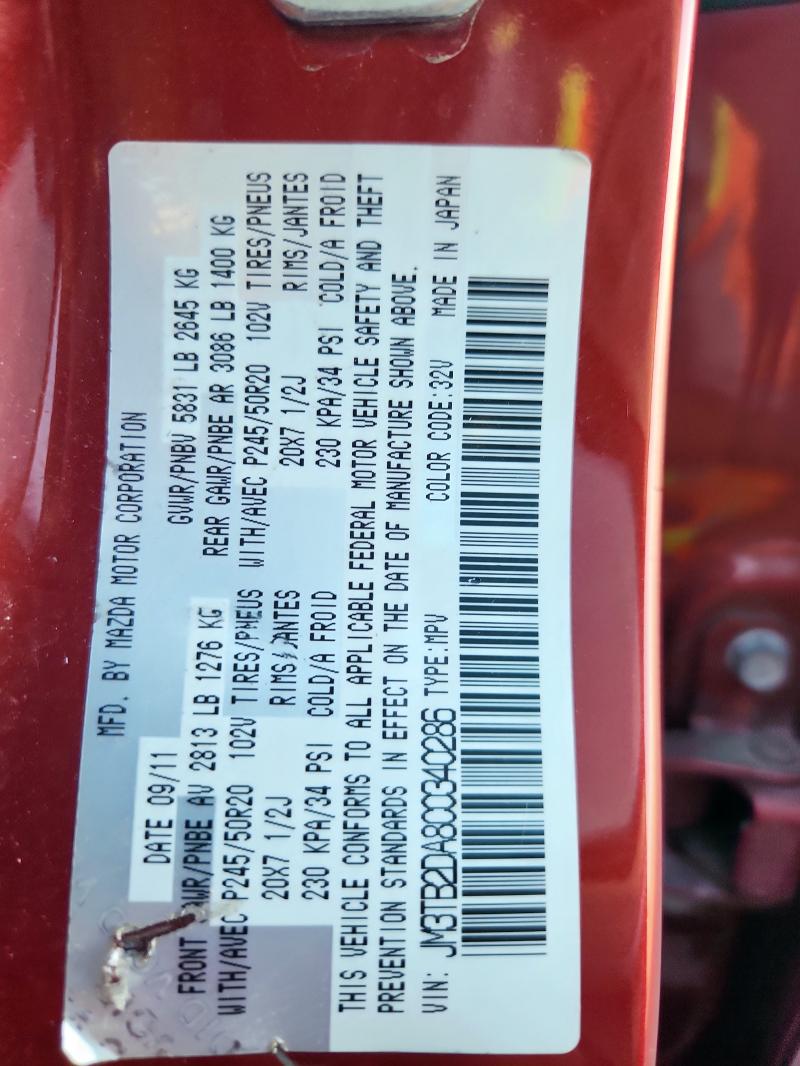 MFD. BY MAZDA MOTOR CORPORATION
DATE 09/11 GVWR/PNBV 5831 LB 2645 KG
FRONT GAWR/PNBE AV 2813 LB 1276 KG REAR GAWR/PNBE AR 3086 LB 1400 KG
WITH/AVEC P245/50R20 102V TIRES/PNEUS WITH/AVEC P245/50R20 102V TIRES/PNEUS
20X7 1/2J RIMS/JANTES 20X7 1/2J RIMS/JANTES
230 KPA/34 PSI COLD/A FROID 230 KPA/34 PSI COLD/A FROID
THIS VEHICLE CONFORMS TO ALL APPLICABLE FEDERAL MOTOR VEHICLE SAFETY AND THEFT
PREVENTION STANDARDS IN EFFECT ON THE DATE OF MANUFACTURE SHOWN ABOVE.
VIN: JM3TB2DA8C0340286 TYPE:MPV COLOR CODE:32V MADE IN JAPAN